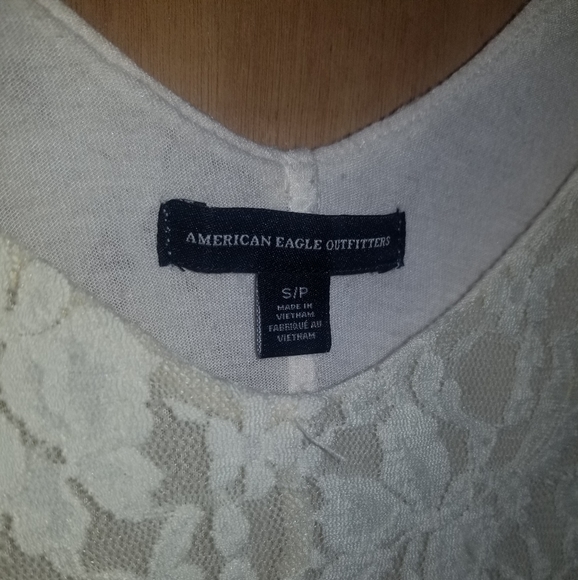 AMERICAN EAGLE OUTFITTERS
S/P
MADE IN
VIETNAM
FABRIQUÉ AU
VIETNAM